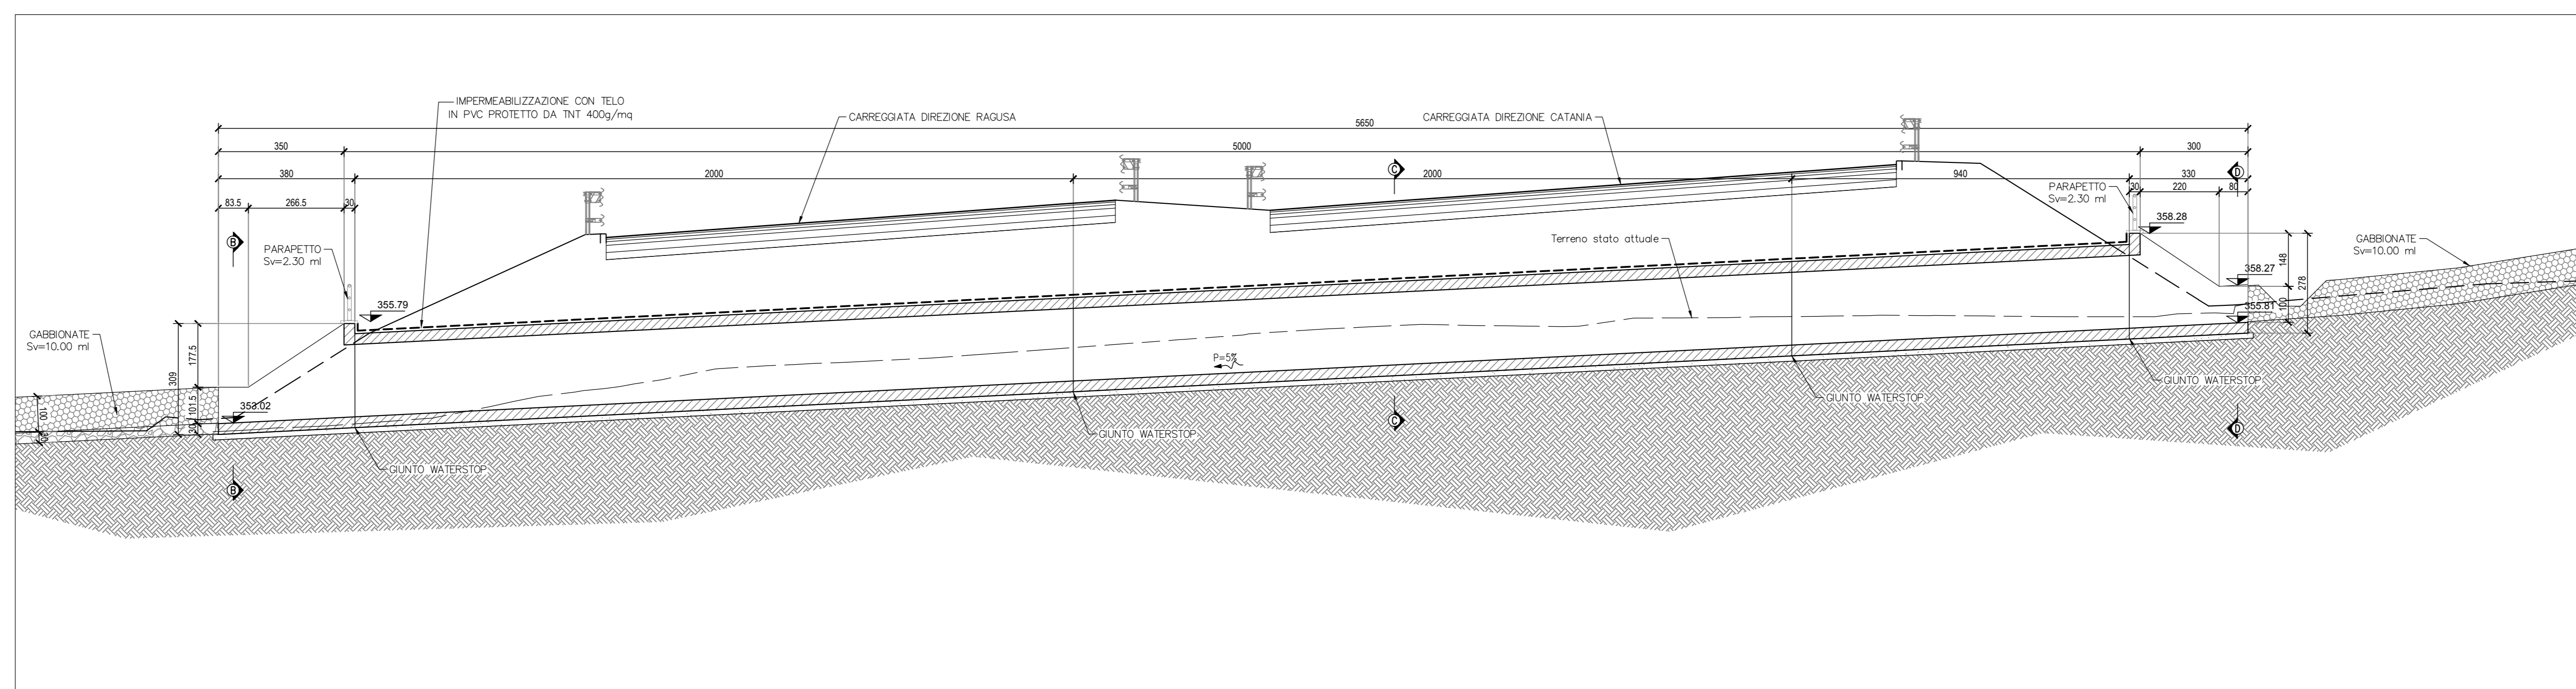 IMPERMEABILIZZAZIONE CON TELO
IN PVC PROTETTO DA TNT 400g/mq
CARREGGIATA DIREZIONE RAGUSA
CARREGGIATA DIREZIONE CATANIA
5650
350
5000
300
380
2000
2000
940
330
83.5
266.5
30
30
220
80
PARAPETTO
Sv=2.30 ml
358.28
B
C
D
PARAPETTO
Sv=2.30 ml
Terreno stato attuale
GABBIONATE
Sv=10.00 ml
148
278
358.27
100
355.81
355.79
GABBIONATE
Sv=10.00 ml
309
177.5
101.5
30
353.02
100
P=5%
GIUNTO WATERSTOP
GIUNTO WATERSTOP
GIUNTO WATERSTOP
GIUNTO WATERSTOP
B
C
D